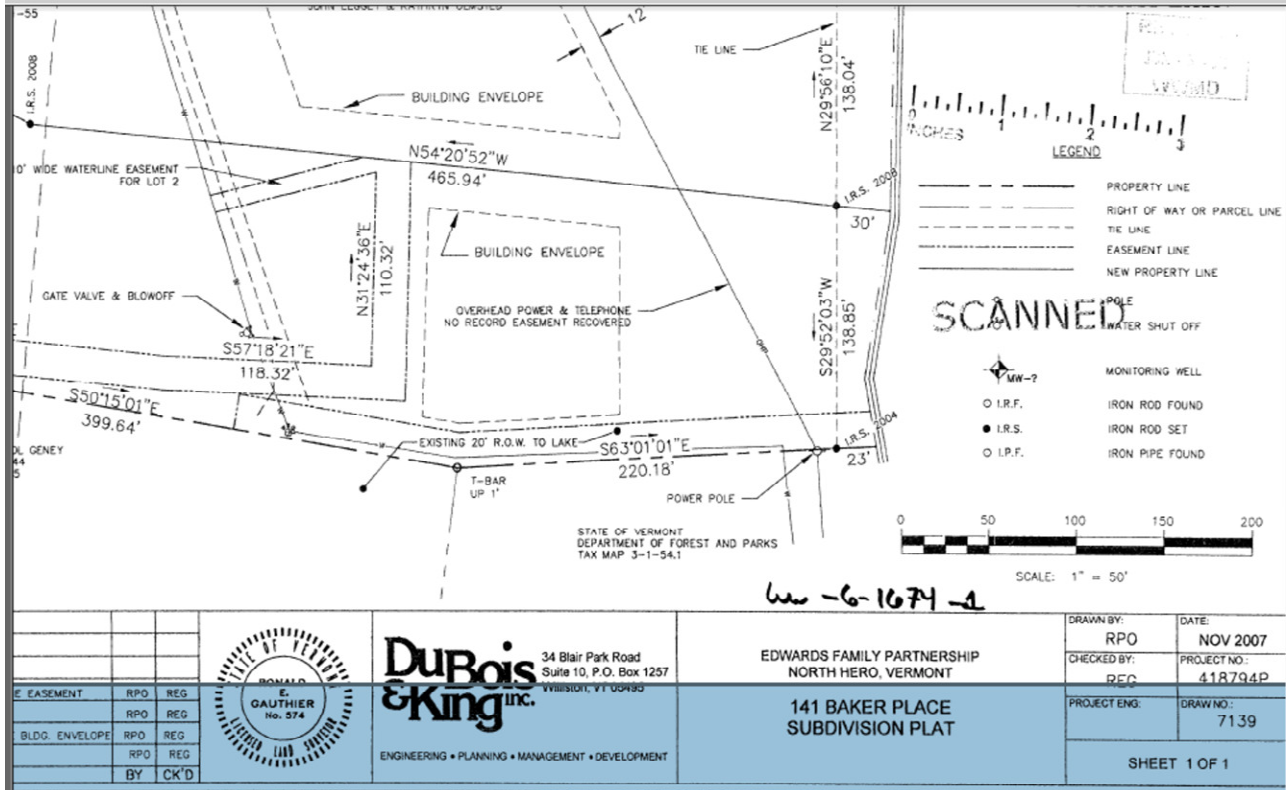 -55
JOHN LESSEY & KATHRYN OLMSTED
12
TIE LINE
N29°56'10"E
138.04'
I.R.S. 2008
BUILDING ENVELOPE
INCHES
0 1 2 3
LEGEND
N54°20'52"W
465.94'
10' WIDE WATERLINE EASEMENT
FOR LOT 2
I.R.S. 2008
30'
PROPERTY LINE
RIGHT OF WAY OR PARCEL LINE
TIE LINE
EASEMENT LINE
NEW PROPERTY LINE
POLE
WATER SHUT OFF
SCANNED
MW-?
MONITORING WELL
I.R.F.
IRON ROD FOUND
I.R.S.
IRON ROD SET
I.P.F.
IRON PIPE FOUND
BUILDING ENVELOPE
N31°24'36"E
110.32'
GATE VALVE & BLOWOFF
OVERHEAD POWER & TELEPHONE
NO RECORD EASEMENT RECOVERED
S29°52'03"W
138.85'
S57°18'21"E
118.32'
S50°15'01"E
399.64'
OL GENEY
44
5
EXISTING 20' R.O.W. TO LAKE
S63°01'01"E
220.18'
I.R.S. 2004
23'
T-BAR
UP 1'
POWER POLE
STATE OF VERMONT
DEPARTMENT OF FOREST AND PARKS
TAX MAP 3-1-54.1
0 50 100 150 200
SCALE: 1" = 50'
WW-6-1674-1
E EASEMENT RPO REG
RPO REG
BLDG. ENVELOPE RPO REG
RPO REG
BY CK'D
STATE OF VERMONT
RONALD
E.
GAUTHIER
No. 574
LICENSED LAND SURVEYOR
DuBois
&King inc.
34 Blair Park Road
Suite 10, P.O. Box 1257
Williston, VT 05495
ENGINEERING • PLANNING • MANAGEMENT • DEVELOPMENT
EDWARDS FAMILY PARTNERSHIP
NORTH HERO, VERMONT
141 BAKER PLACE
SUBDIVISION PLAT
DRAWN BY:
RPO
DATE:
NOV 2007
CHECKED BY:
REG
PROJECT NO.:
418794P
PROJECT ENG:
DRAW NO.:
7139
SHEET 1 OF 1